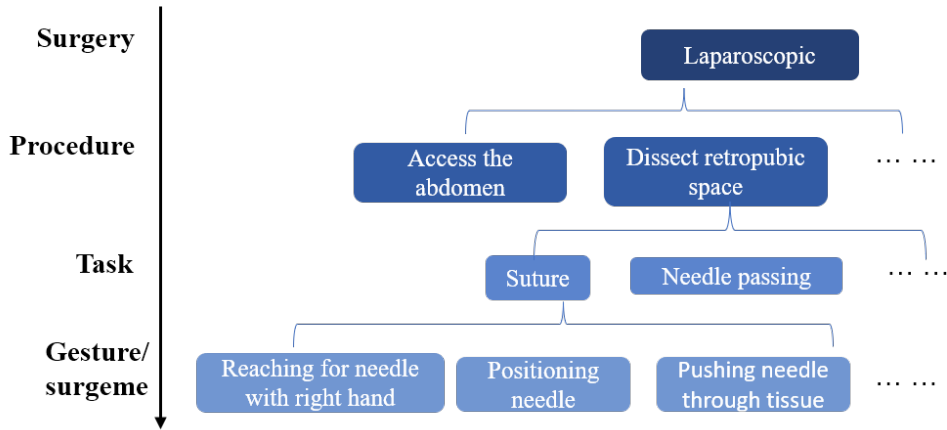 Surgery
Laparoscopic
Procedure
Access the
abdomen
Dissect retropubic
space
... ...
Task
Suture
Needle passing
... ...
Gesture/
surgeme
Reaching for needle
with right hand
Positioning
needle
Pushing needle
through tissue
... ...